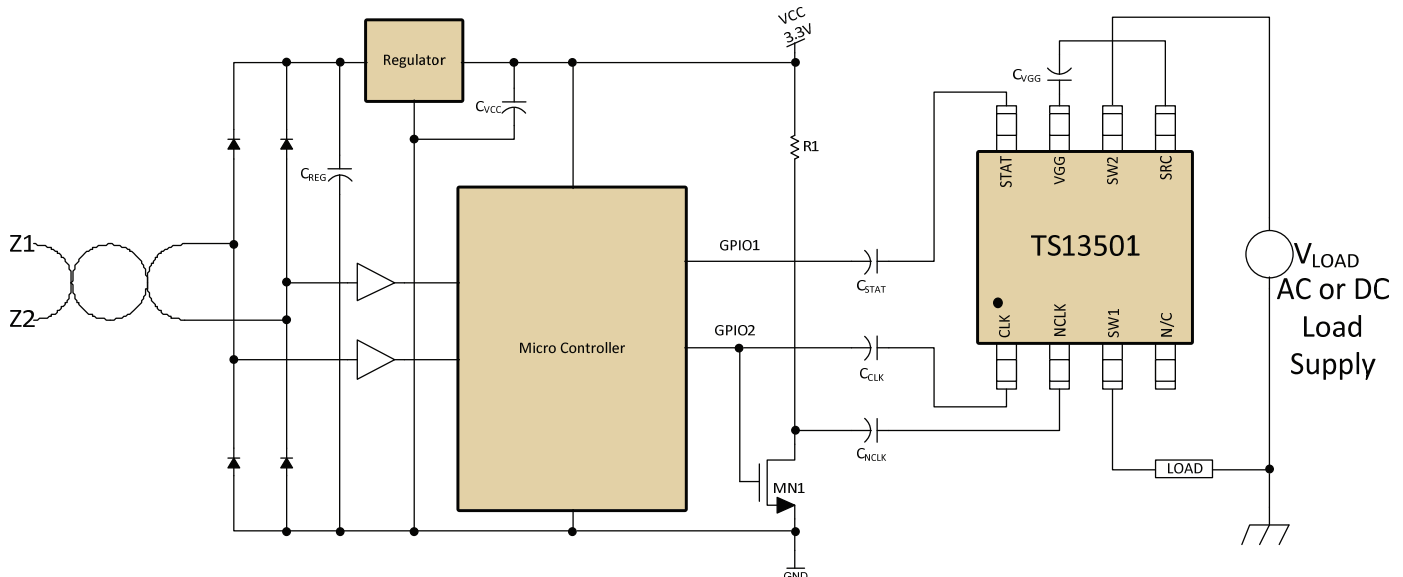 VCC
3.3V
Regulator
CVGG
CVCC
R1
CREG
STAT
VGG
SW2
SRC
Z1
Z2
GPIO1
TS13501
VLOAD
AC or DC
Load
Supply
CSTAT
GPIO2
CLK
NCLK
SW1
N/C
Micro Controller
CCLK
CNCLK
LOAD
MN1
GND